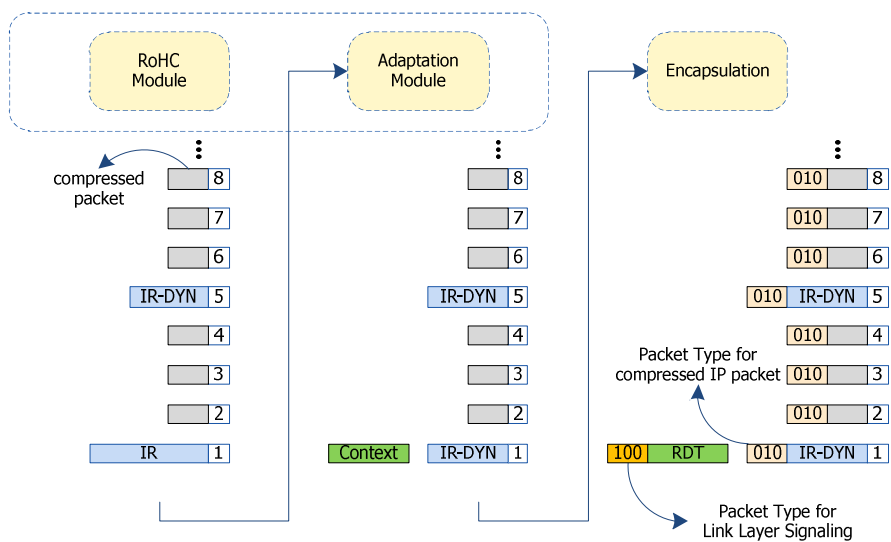 RoHC
Module
Adaptation
Module
Encapsulation
compressed
packet
8
7
6
IR-DYN 5
4
3
2
IR 1
8
7
6
IR-DYN 5
4
3
2
Context IR-DYN 1
010 8
010 7
010 6
010 IR-DYN 5
010 4
010 3
010 2
100 RDT 010 IR-DYN 1
Packet Type for
compressed IP packet
Packet Type for
Link Layer Signaling